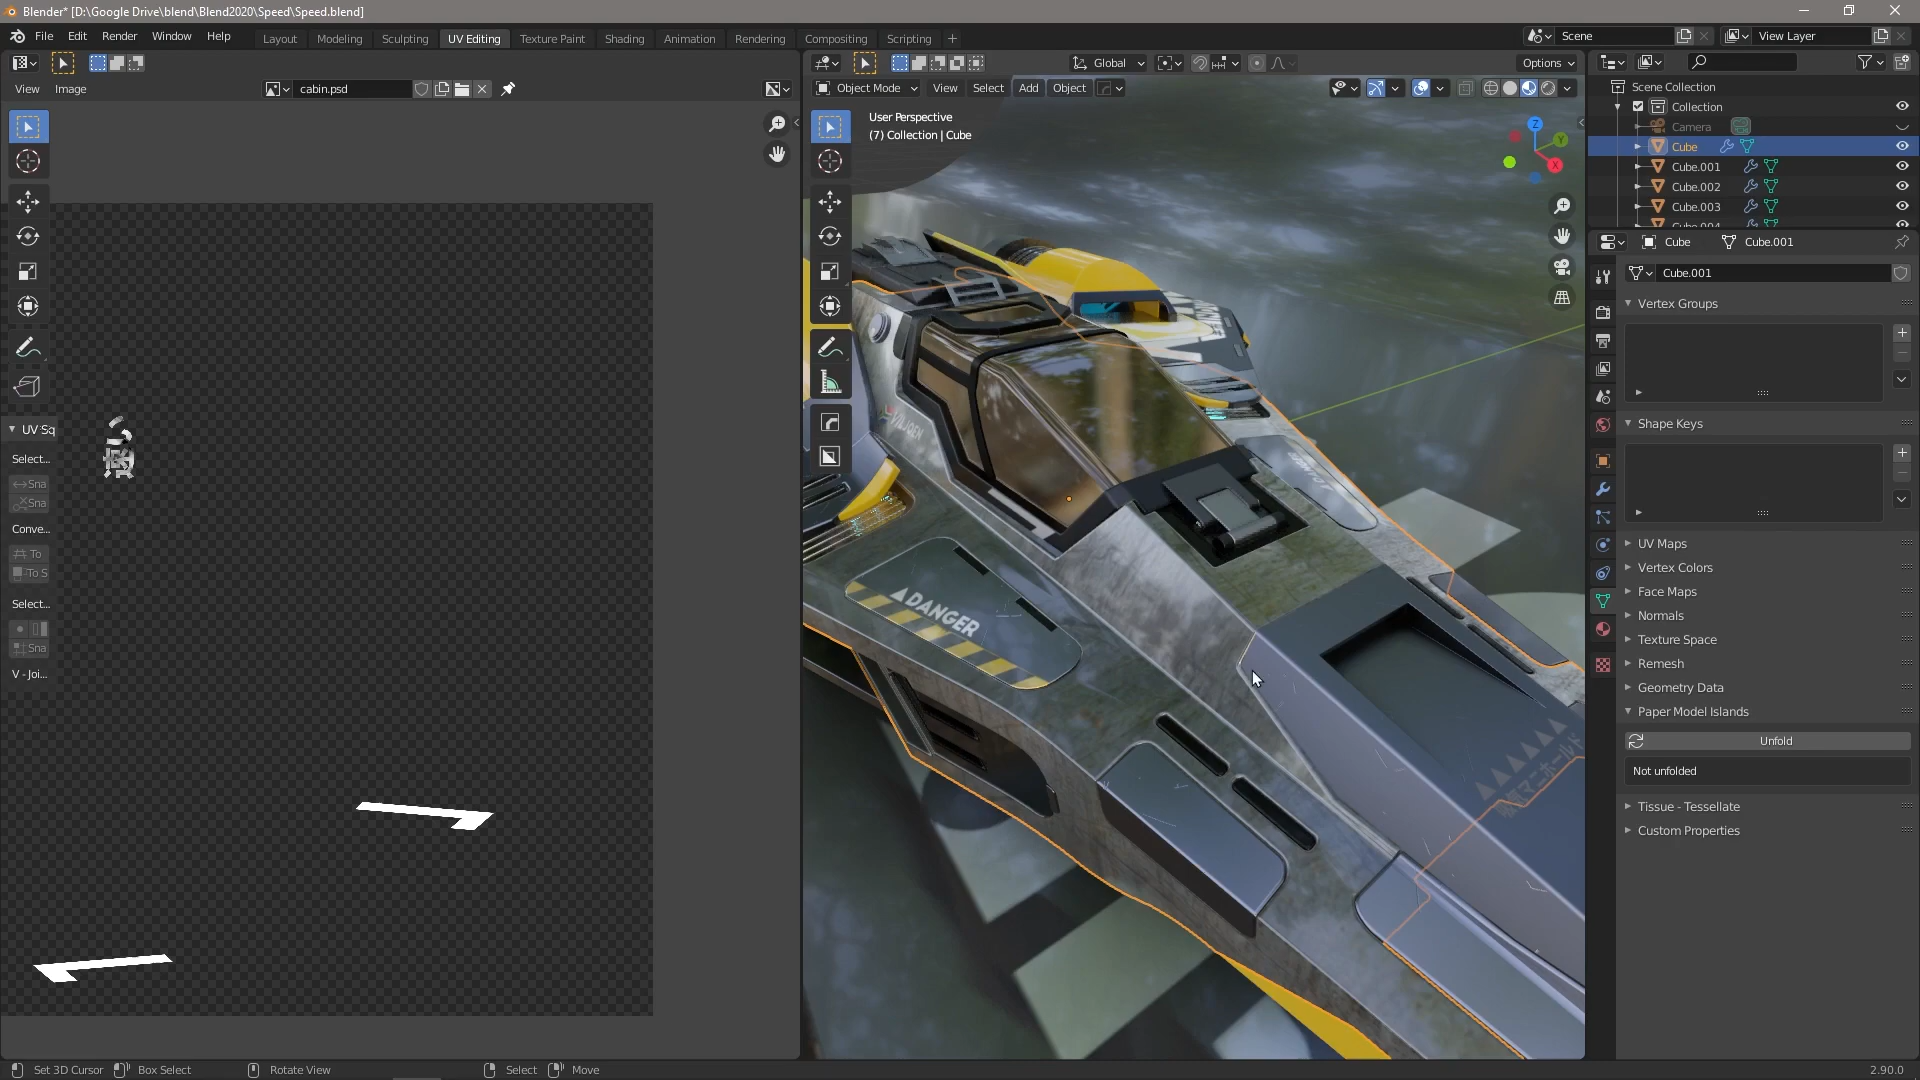 Blender* [D:\Google Drive\blend\Blend2020\Speed\Speed.blend]
File Edit Render Window Help Layout Modeling Sculpting UV Editing Texture Paint Shading Animation Rendering Compositing Scripting + Scene View Layer
Global Options
View Image cabin.psd Object Mode View Select Add Object
Scene Collection
Collection
Camera
Cube
Cube.001
Cube.002
Cube.003
User Perspective
(7) Collection | Cube
Z
Y
X
Cube Cube.001
Cube.001
Vertex Groups
Shape Keys
UV Maps
Vertex Colors
Face Maps
Normals
Texture Space
Remesh
Geometry Data
Paper Model Islands
Unfold
Not unfolded
Tissue - Tessellate
Custom Properties
UV Sq
Select...
Sna
Sna
Conve...
To
To S
Select...
Sna
V - Joi...
DANGER
Set 3D Cursor Box Select Rotate View Select Move 2.90.0